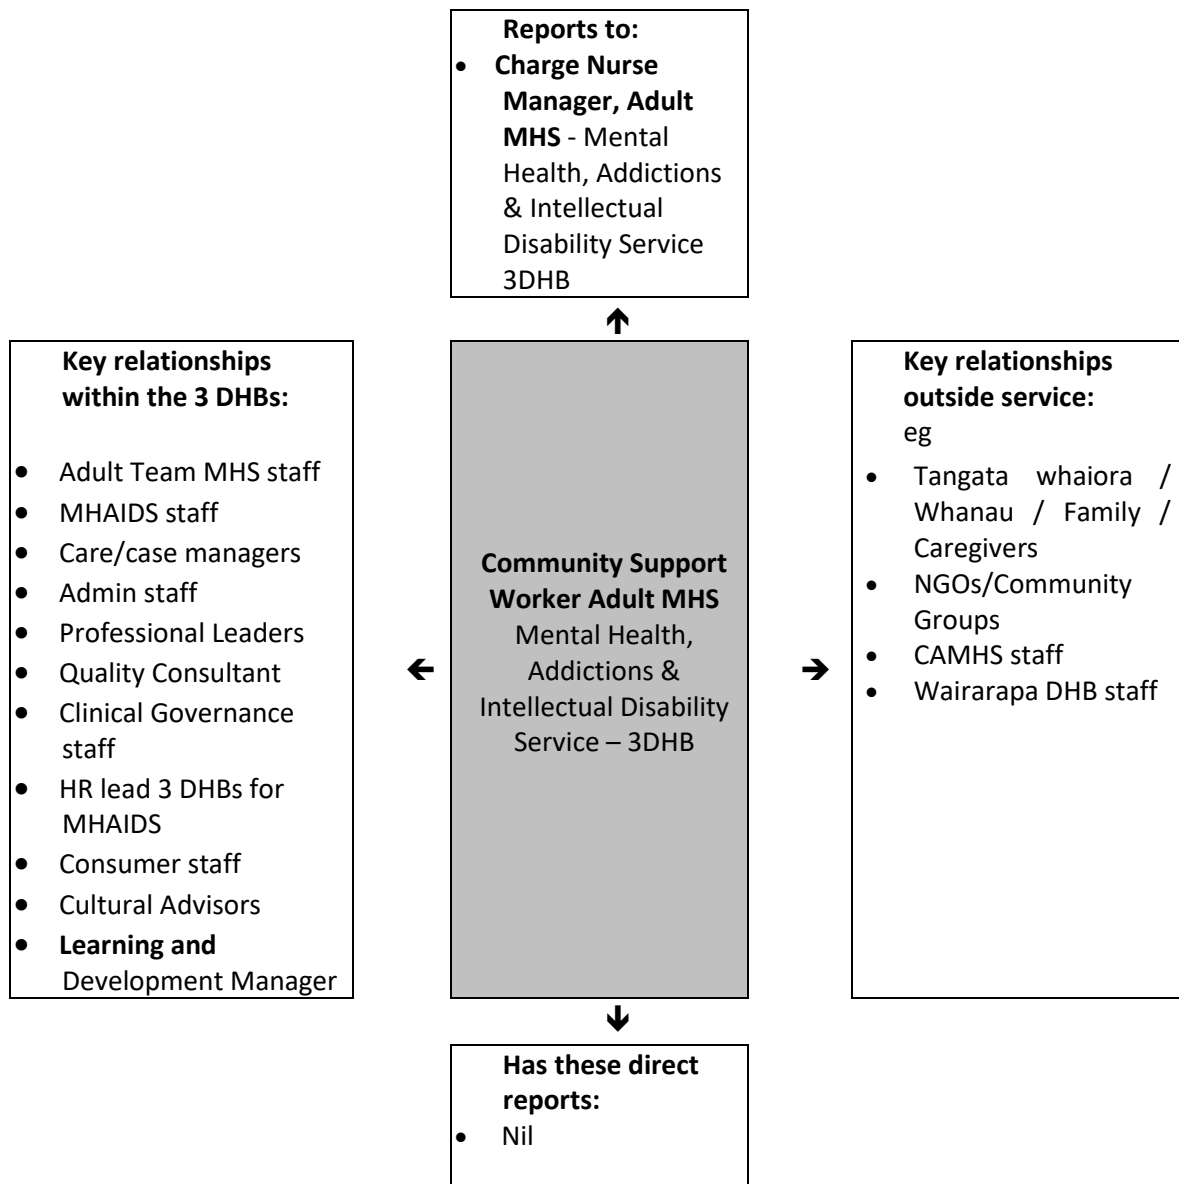 Reports to:
• Charge Nurse
Manager, Adult
MHS - Mental
Health, Addictions
& Intellectual
Disability Service
3DHB
↑
Key relationships
within the 3 DHBs:
• Adult Team MHS staff
• MHAIDS staff
• Care/case managers
• Admin staff
• Professional Leaders
• Quality Consultant
• Clinical Governance
staff
• HR lead 3 DHBs for
MHAIDS
• Consumer staff
• Cultural Advisors
• Learning and
Development Manager
←
Community Support
Worker Adult MHS
Mental Health,
Addictions &
Intellectual Disability
Service – 3DHB
→
Key relationships
outside service:
eg
• Tangata whaiora /
Whanau / Family /
Caregivers
• NGOs/Community
Groups
• CAMHS staff
• Wairarapa DHB staff
↓
Has these direct
reports:
• Nil